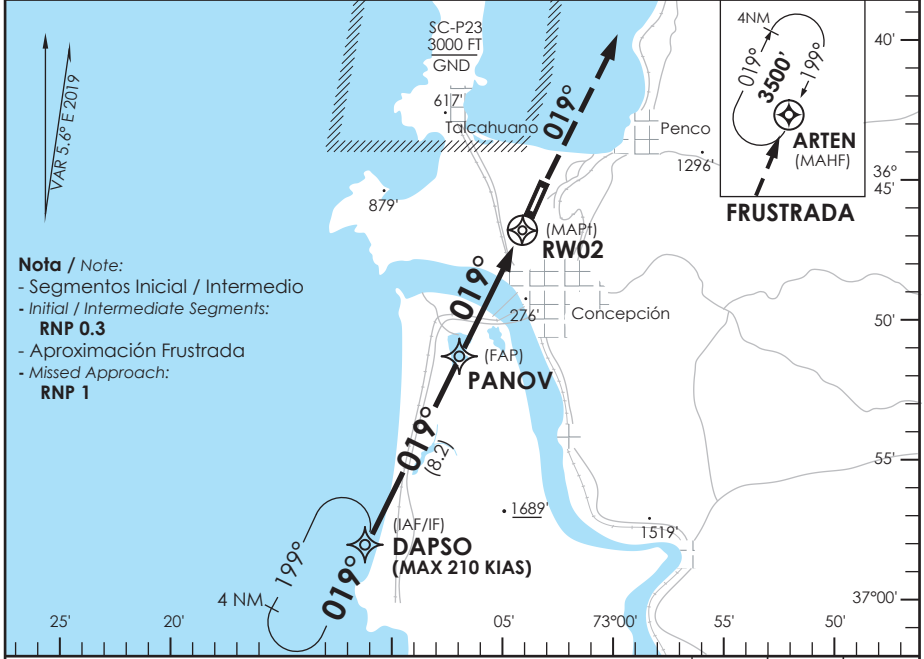 SC-P23
3000 FT
GND
4NM
019°
199°
3500'
ARTEN
(MAHF)
FRUSTRADA
40'
36°
45'
VAR 5.6° E 2019
617'
Talcahuano
019°
Penco
1296'
879'
(MAPt)
RW02
Nota / Note:
- Segmentos Inicial / Intermedio
- Initial / Intermediate Segments:
RNP 0.3
- Aproximación Frustrada
- Missed Approach:
RNP 1
019°
276'
Concepción
50'
(FAP)
PANOV
019°
(8.2)
55'
1689'
1519'
(IAF/IF)
DAPSO
(MAX 210 KIAS)
199°
019°
4 NM
37°00'
25'
20'
05'
73°00'
55'
50'